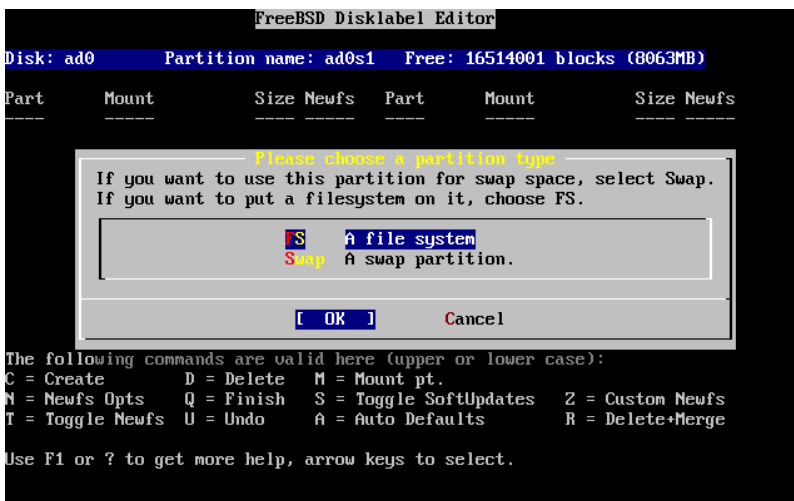 FreeBSD Disklabel Editor
Disk: ad0 Partition name: ad0s1 Free: 16514001 blocks (8063MB)
Part Mount Size Newfs Part Mount Size Newfs
---- ----- ---- ----- ---- ----- ---- -----
Please choose a partition type
If you want to use this partition for swap space, select Swap.
If you want to put a filesystem on it, choose FS.
FS A file system
Swap A swap partition.
[ OK ] Cancel
The following commands are valid here (upper or lower case):
C = Create D = Delete M = Mount pt.
N = Newfs Opts Q = Finish S = Toggle SoftUpdates Z = Custom Newfs
T = Toggle Newfs U = Undo A = Auto Defaults R = Delete+Merge
Use F1 or ? to get more help, arrow keys to select.